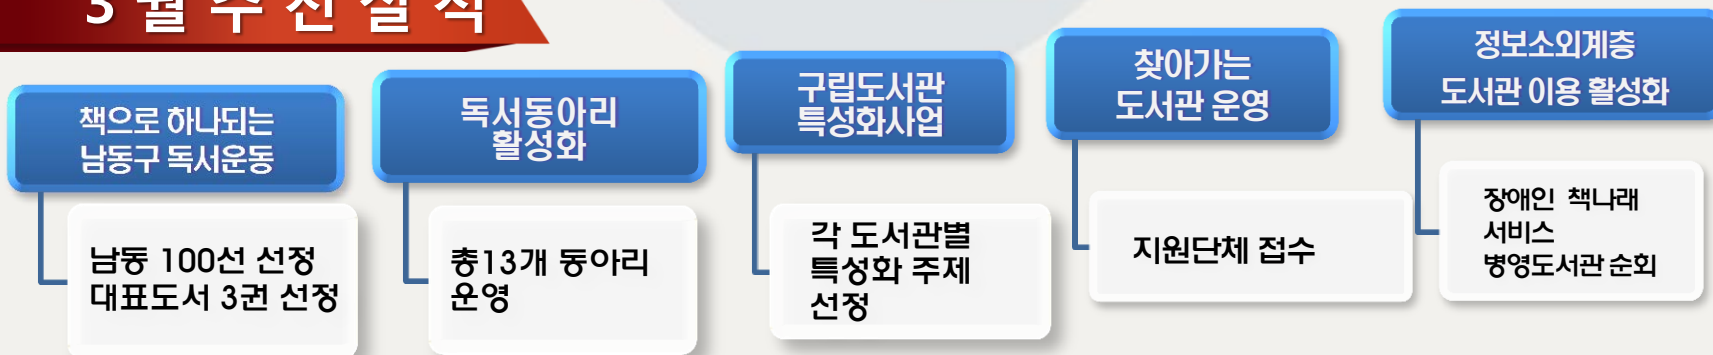 3 월 수 신 실 적
책으로 하나되는
남동구 독서운동
남동 100선 선정
대표도서 3권 선정
독서동아리
활성화
총13개 동아리
운영
구립도서관
특성화사업
각 도서관별
특성화 주제
선정
찾아가는
도서관 운영
지원단체 접수
정보소외계층
도서관 이용 활성화
장애인 책나래
서비스
병영도서관 순회